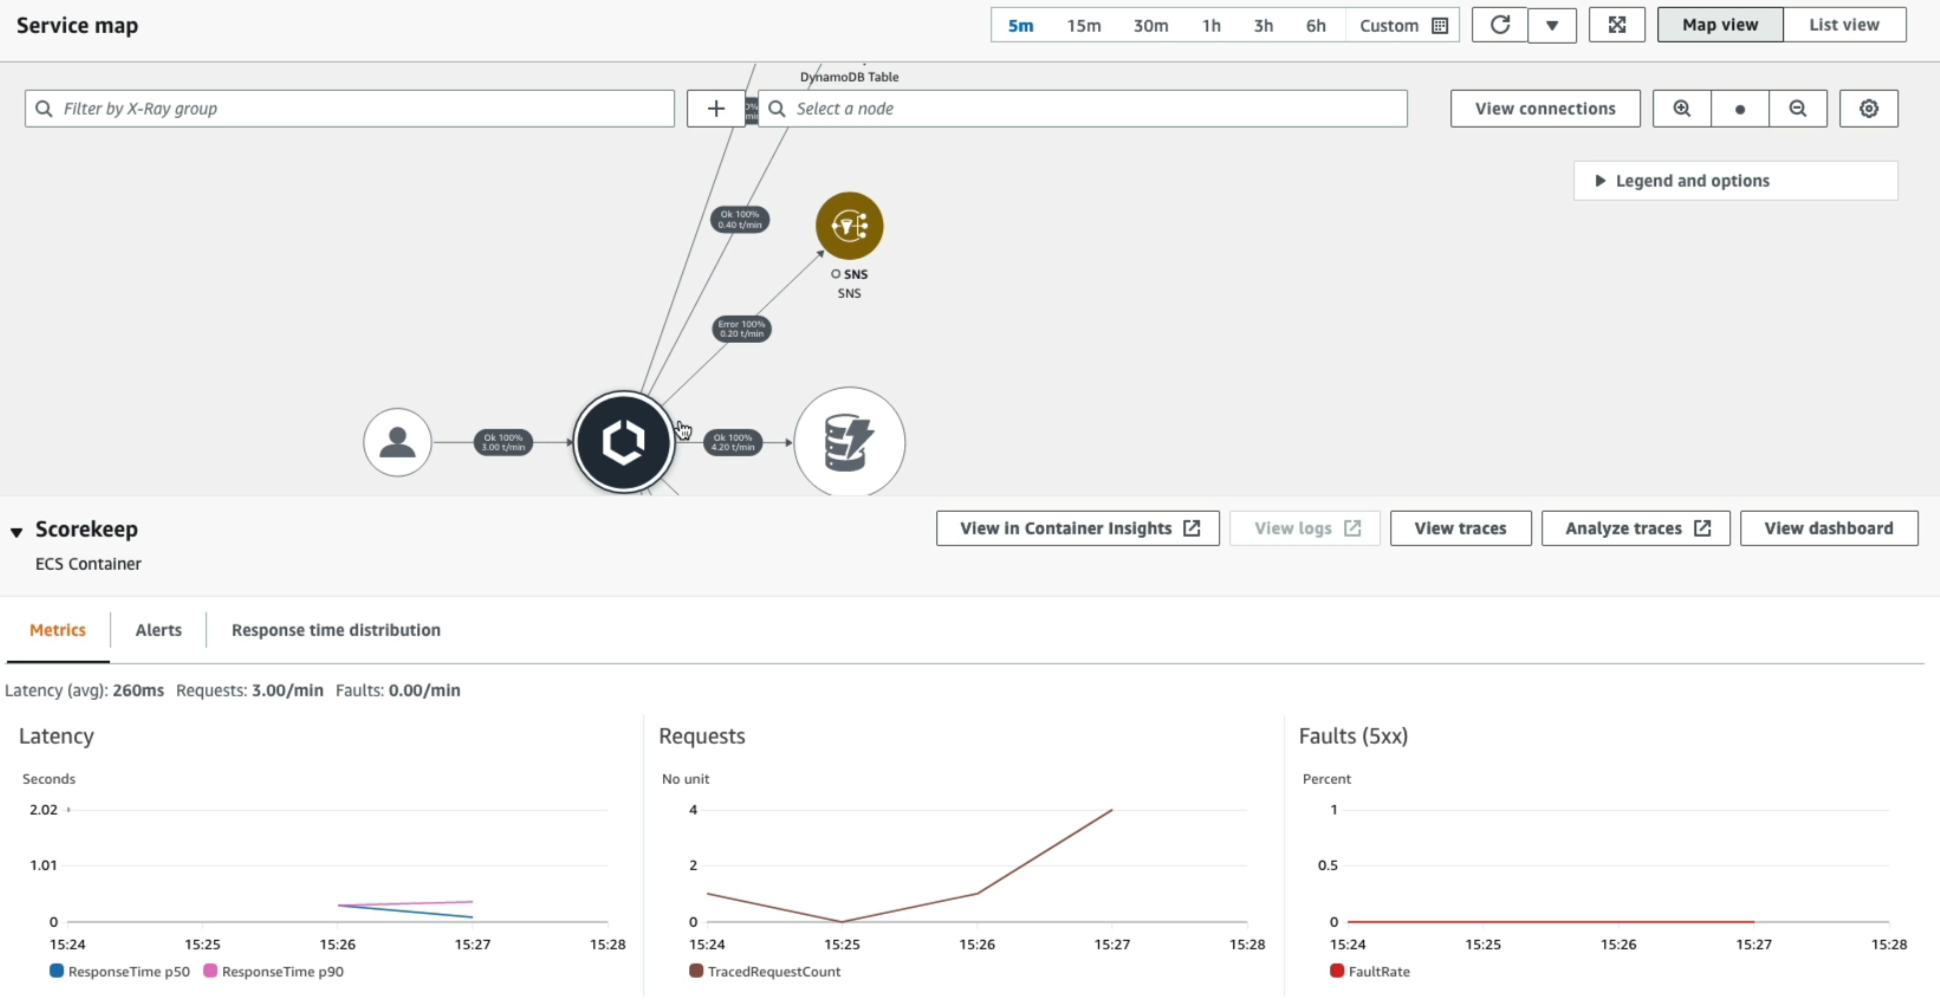 Service map
5m 15m 30m 1h 3h 6h Custom
Map view List view
DynamoDB Table
Filter by X-Ray group
+
0%
Select a node
View connections
Legend and options
Ok 100%
0.40 t/min
SNS
SNS
Error 100%
0.20 t/min
Ok 100%
3.00 t/min
Ok 100%
4.20 t/min
Scorekeep
ECS Container
View in Container Insights View logs View traces Analyze traces View dashboard
Metrics Alerts Response time distribution
Latency (avg): 260ms Requests: 3.00/min Faults: 0.00/min
Latency
Seconds
2.02
1.01
0
15:24 15:25 15:26 15:27 15:28
ResponseTime p50 ResponseTime p90
Requests
No unit
4
2
0
15:24 15:25 15:26 15:27 15:28
TracedRequestCount
Faults (5xx)
Percent
1
0.5
0
15:24 15:25 15:26 15:27 15:28
FaultRate